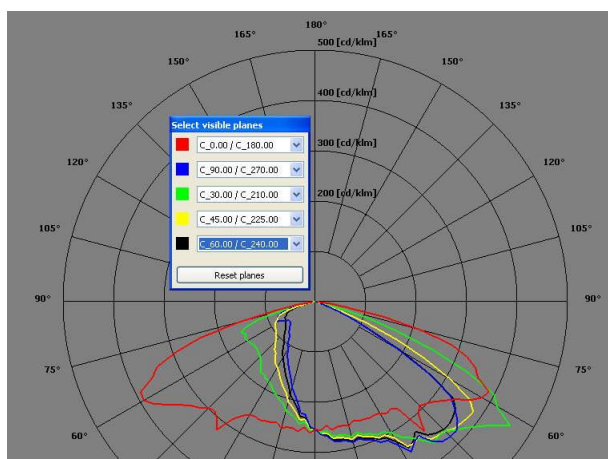 180°
165° 165°
500 [cd/klm]
150° 150°
400 [cd/klm]
135° 135°
Select visible planes
C_0.00 / C_180.00
300 [cd/klm]
120° 120°
C_90.00 / C_270.00
C_30.00 / C_210.00
200 [cd/klm]
C_45.00 / C_225.00
105° 105°
C_60.00 / C_240.00
Reset planes
90° 90°
75° 75°
60° 60°